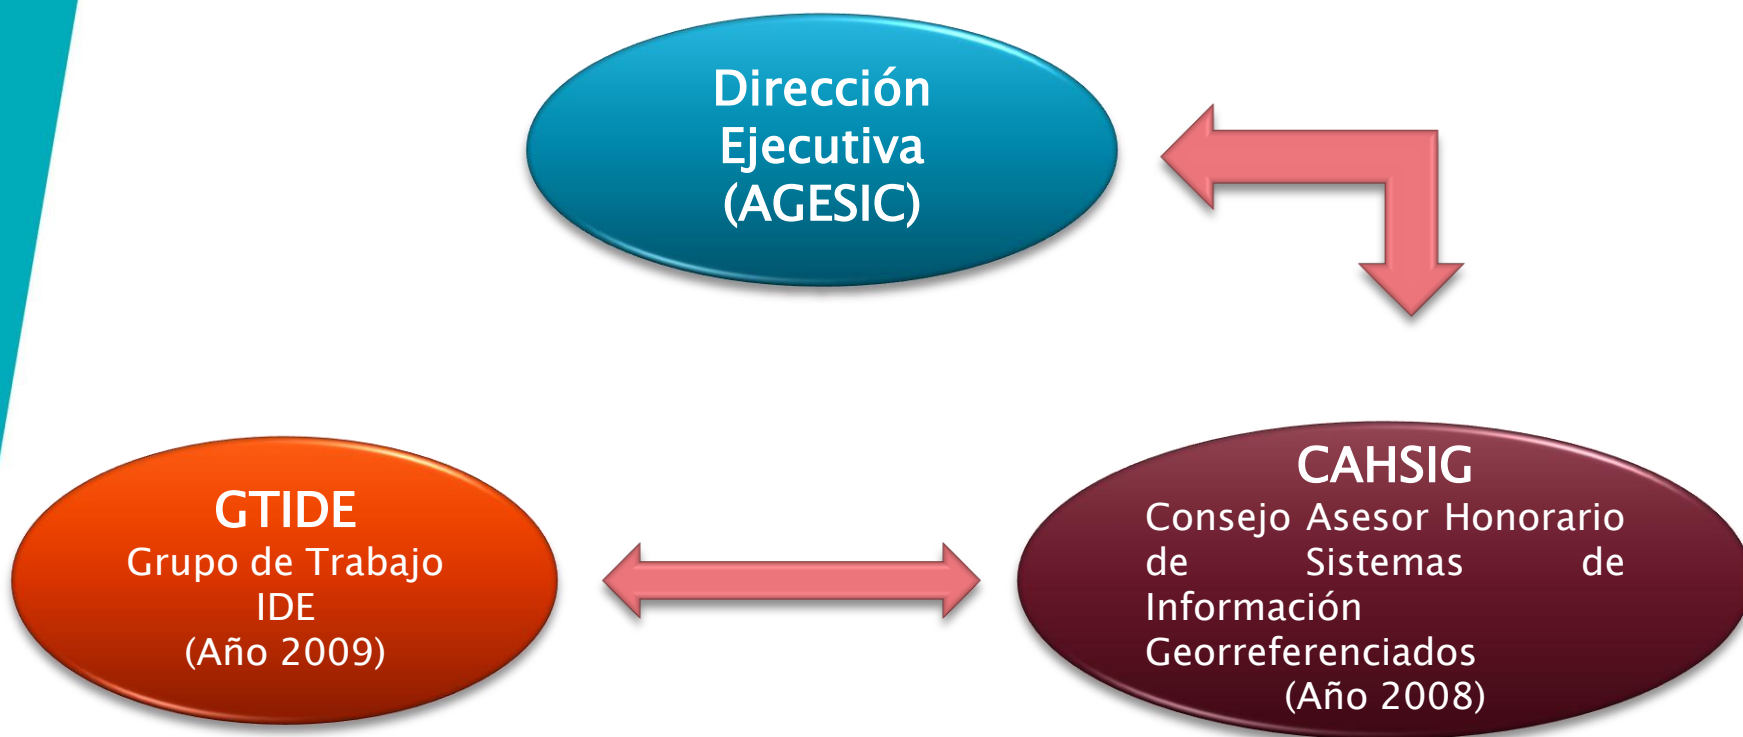 Dirección
Ejecutiva
(AGESIC)
GTIDE
Grupo de Trabajo
IDE
(Año 2009)
CAHSIG
Consejo Asesor Honorario
de Sistemas de
Información
Georreferenciados
(Año 2008)